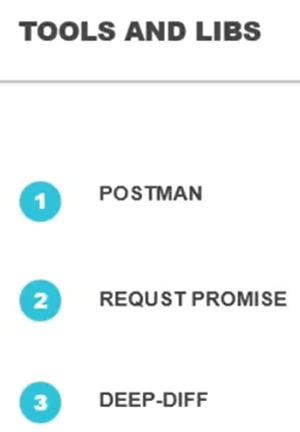 TOOLS AND LIBS
1 POSTMAN
2 REQUST PROMISE
3 DEEP-DIFF